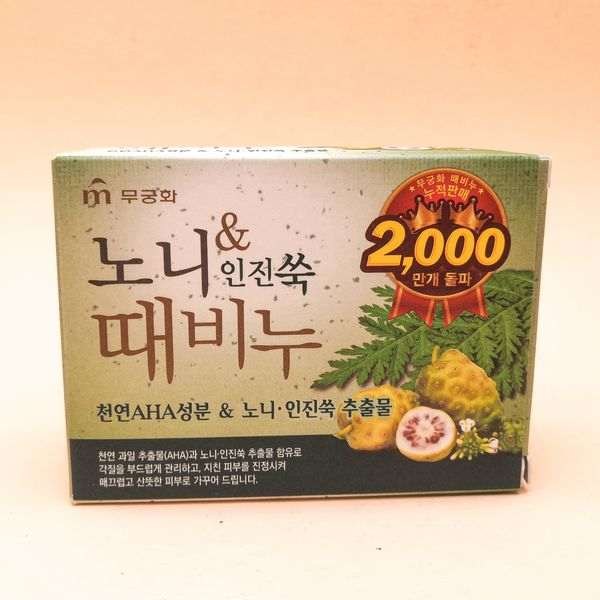 무궁화
노니&
인전쑥
때비누
무궁화 때비누
누적판매
2,000
만개 돌파
천연AHA성분 & 노니·인진쑥 추출물
천연 과일 추출물(AHA)과 노니·인진쑥 추출물 함유로
각질을 부드럽게 관리하고, 지친 피부를 진정시켜
매끄럽고 산뜻한 피부로 가꾸어 드립니다.